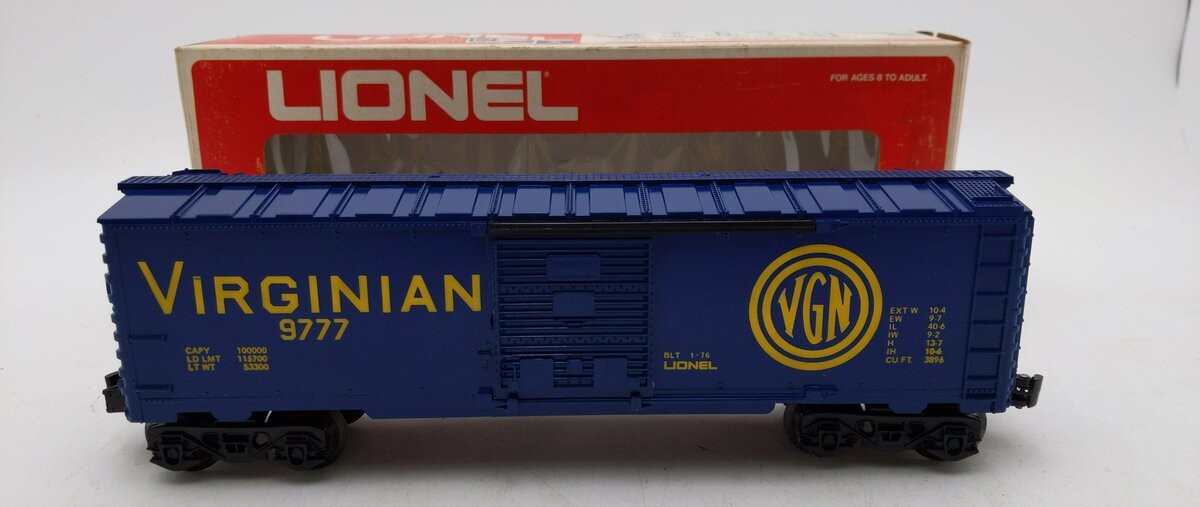 LIONEL
FOR AGES 8 TO ADULT.
VIRGINIAN
9777
CAPY 100000
LD LMT 115700
LT WT 53300
BLT 1-76
LIONEL
VGN
EXT W 10-4
EW 9-7
IL 40-6
IW 9-2
H 13-7
IH 10-6
CU FT. 3896